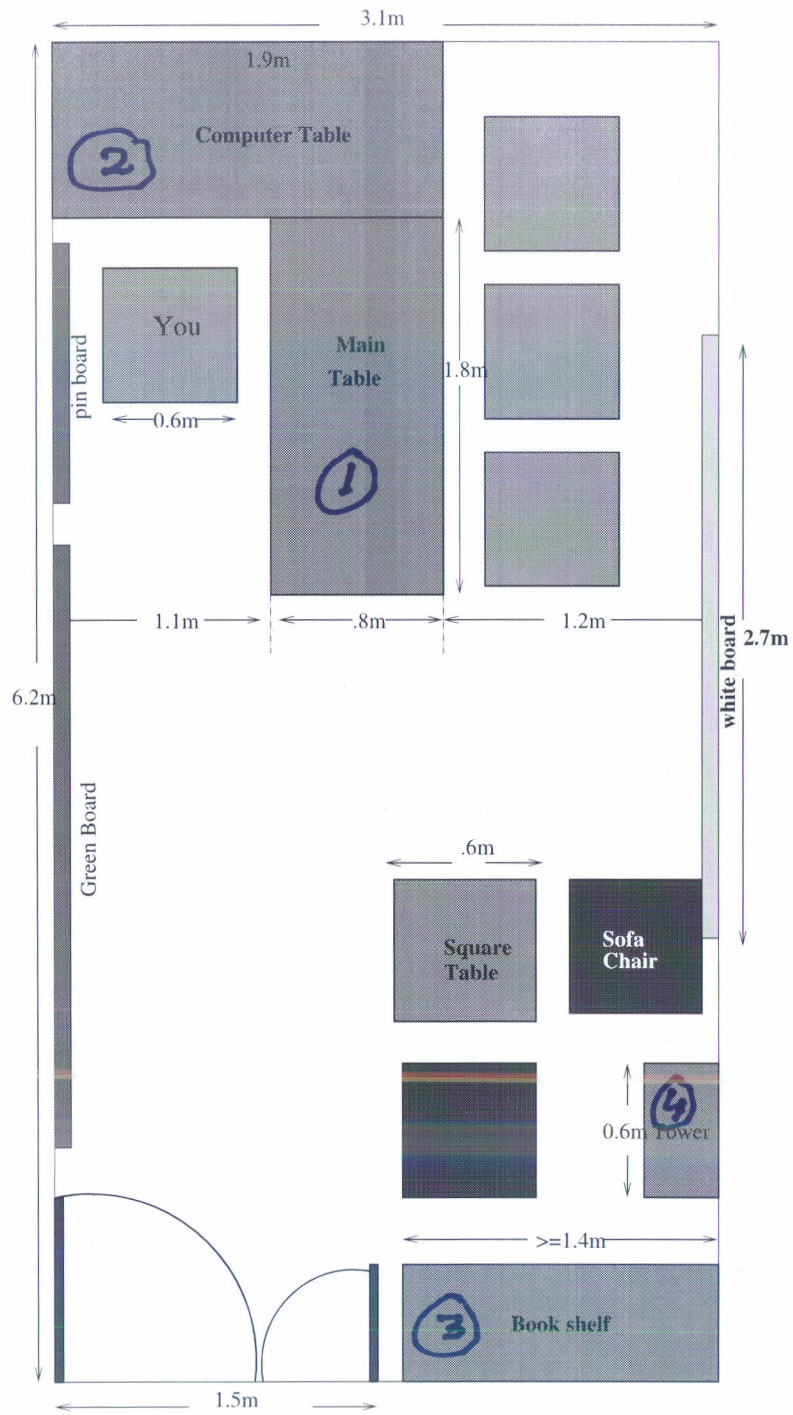 3.1m
1.9m
Computer Table
2
You
pin board
Main
Table
1.8m
0.6m
1
1.1m
.8m
1.2m
white board
2.7m
6.2m
Green Board
.6m
Square
Table
Sofa
Chair
4
0.6m Tower
>=1.4m
3
Book shelf
1.5m